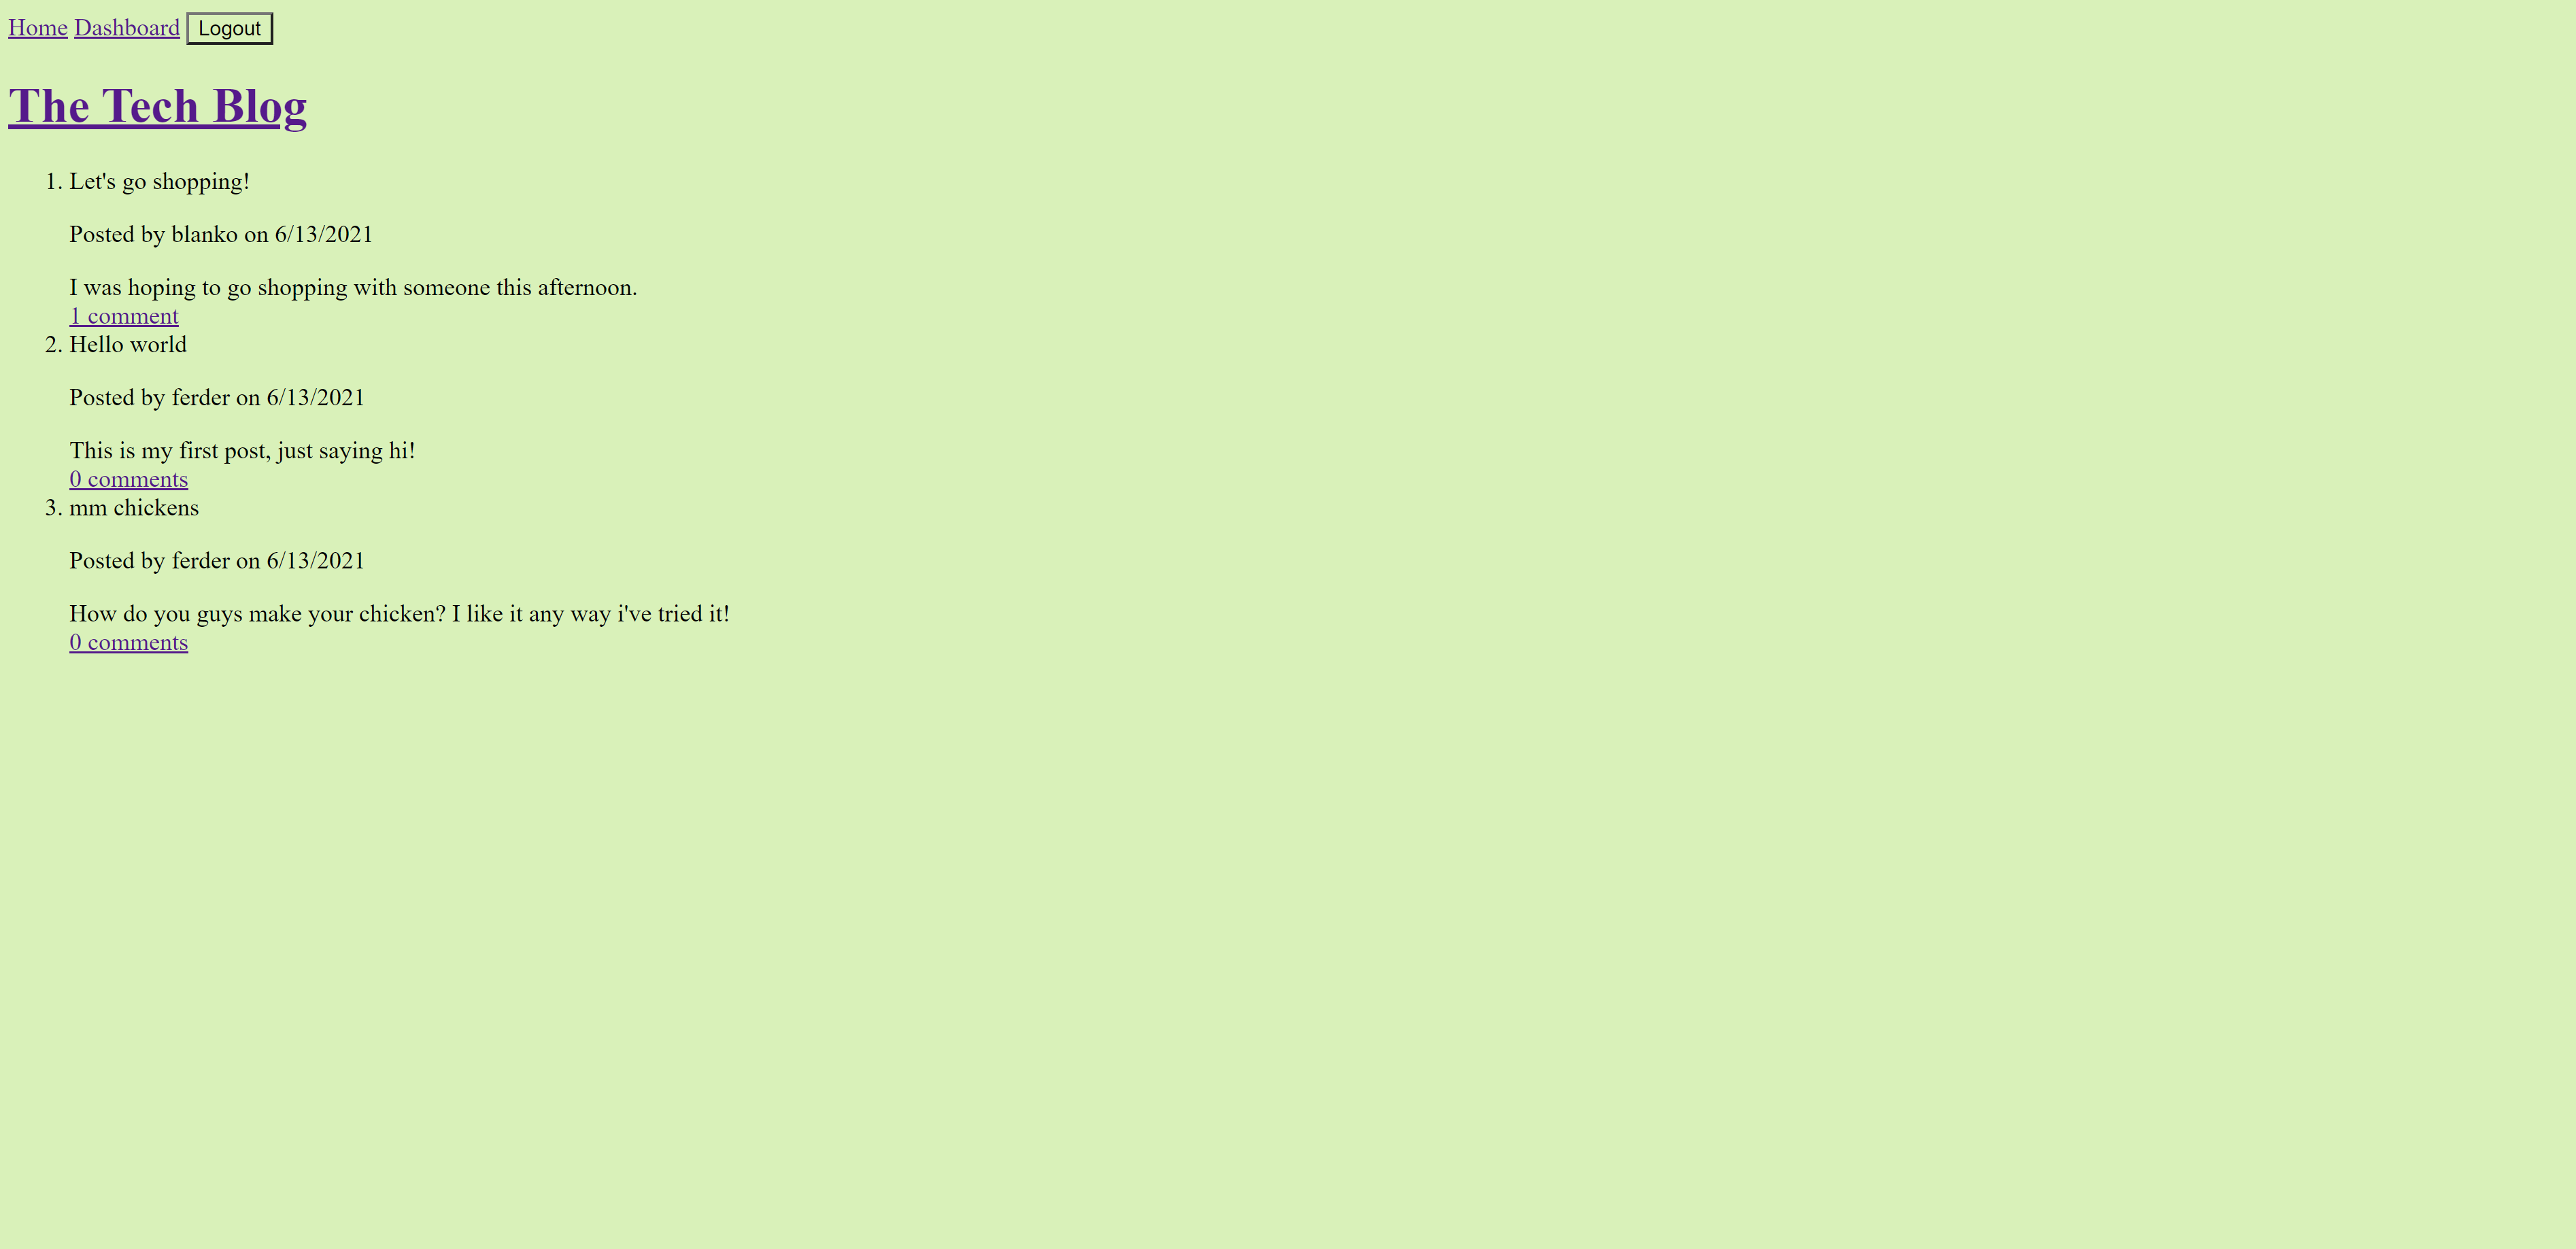 Home Dashboard Logout
The Tech Blog
1. Let's go shopping!
Posted by blanko on 6/13/2021
I was hoping to go shopping with someone this afternoon.
1 comment
2. Hello world
Posted by ferder on 6/13/2021
This is my first post, just saying hi!
0 comments
3. mm chickens
Posted by ferder on 6/13/2021
How do you guys make your chicken? I like it any way i've tried it!
0 comments